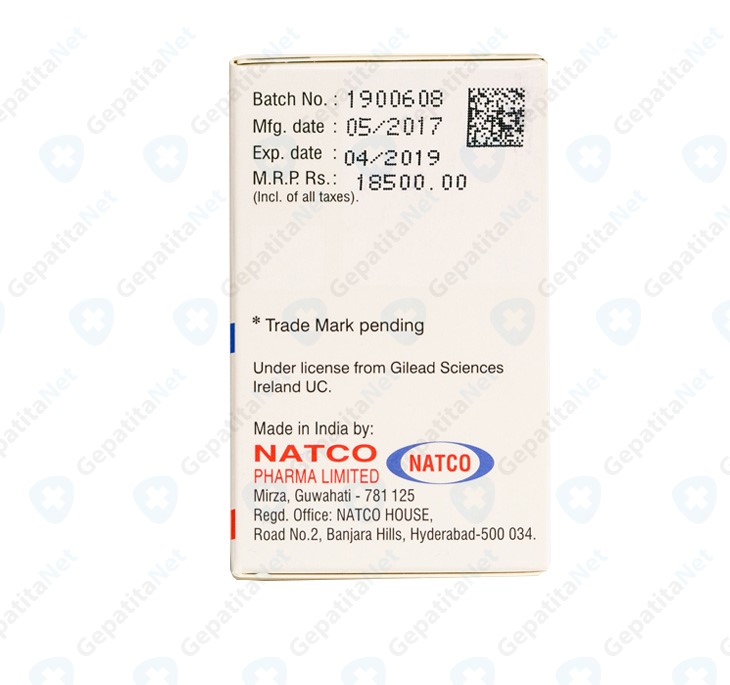 Batch No. : 1900608
Mfg. date : 05/2017
Exp. date : 04/2019
M.R.P. Rs.: 18500.00
(Incl. of all taxes).
* Trade Mark pending
Under license from Gilead Sciences
Ireland UC.
Made in India by:
NATCO
PHARMA LIMITED
NATCO
Mirza, Guwahati - 781 125
Regd. Office: NATCO HOUSE,
Road No.2, Banjara Hills, Hyderabad-500 034.
GepatitaNet